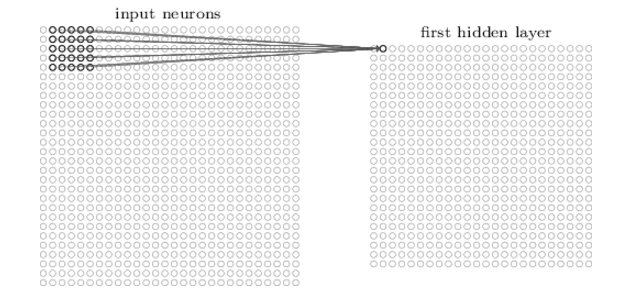 input neurons
first hidden layer